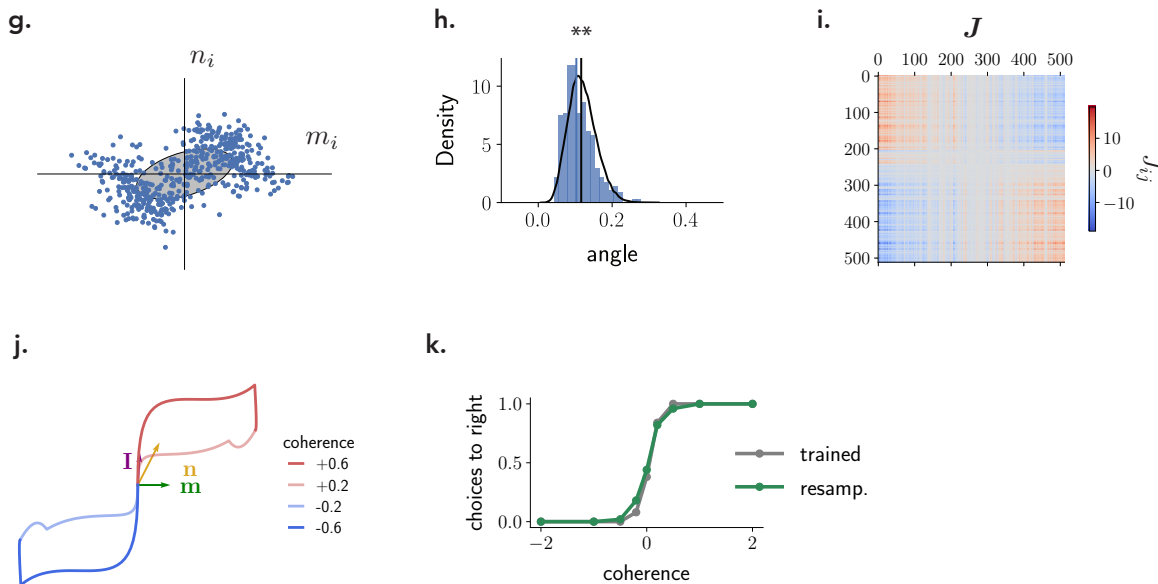 g.
n_i
m_i
h.
**
Density
10
5
0
0.0 0.2 0.4
angle
i.
J
0 100 200 300 400 500
0
100
200
300
400
500
10
0
−10
J_ij
j.
I
n
m
coherence
+0.6
+0.2
-0.2
-0.6
k.
choices to right
1.0
0.5
0.0
−2 0 2
coherence
trained
resamp.